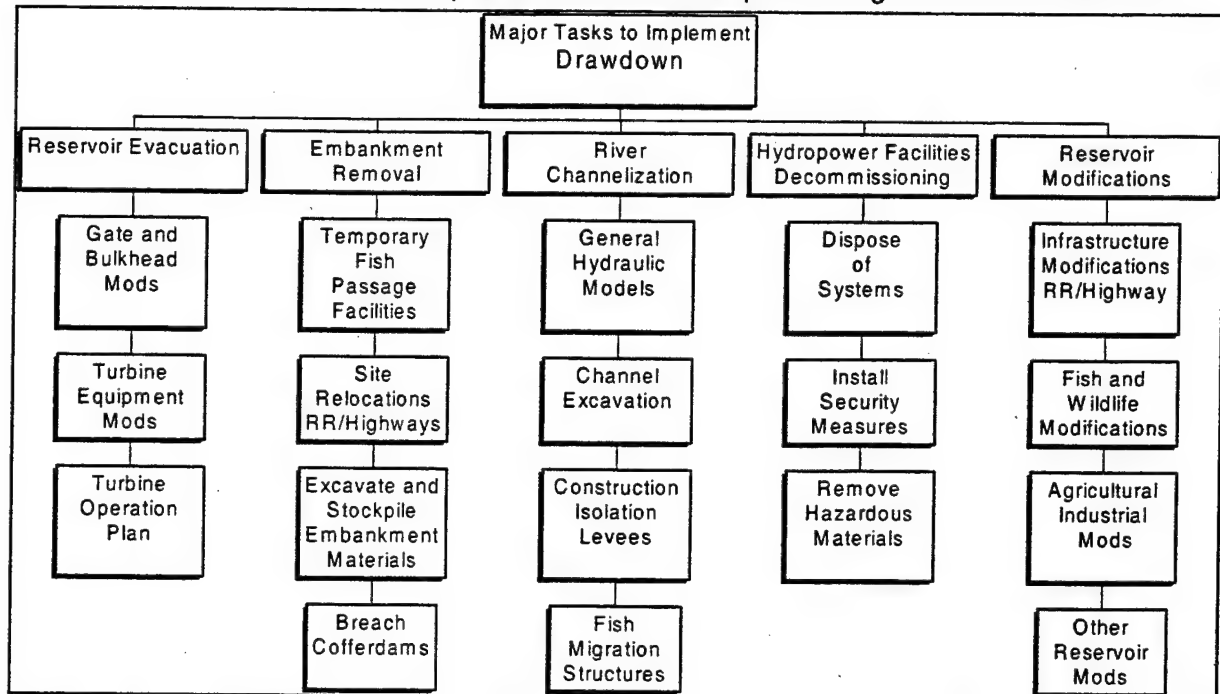 Major Tasks to Implement
Drawdown
Reservoir Evacuation
Embankment
Removal
River
Channelization
Hydropower Facilities
Decommissioning
Reservoir
Modifications
Gate and
Bulkhead
Mods
Temporary
Fish
Passage
Facilities
General
Hydraulic
Models
Dispose
of
Systems
Infrastructure
Modifications
RR/Highway
Turbine
Equipment
Mods
Site
Relocations
RR/Highways
Channel
Excavation
Install
Security
Measures
Fish and
Wildlife
Modifications
Turbine
Operation
Plan
Excavate and
Stockpile
Embankment
Materials
Construction
Isolation
Levees
Remove
Hazardous
Materials
Agricultural
Industrial
Mods
Breach
Cofferdams
Fish
Migration
Structures
Other
Reservoir
Mods